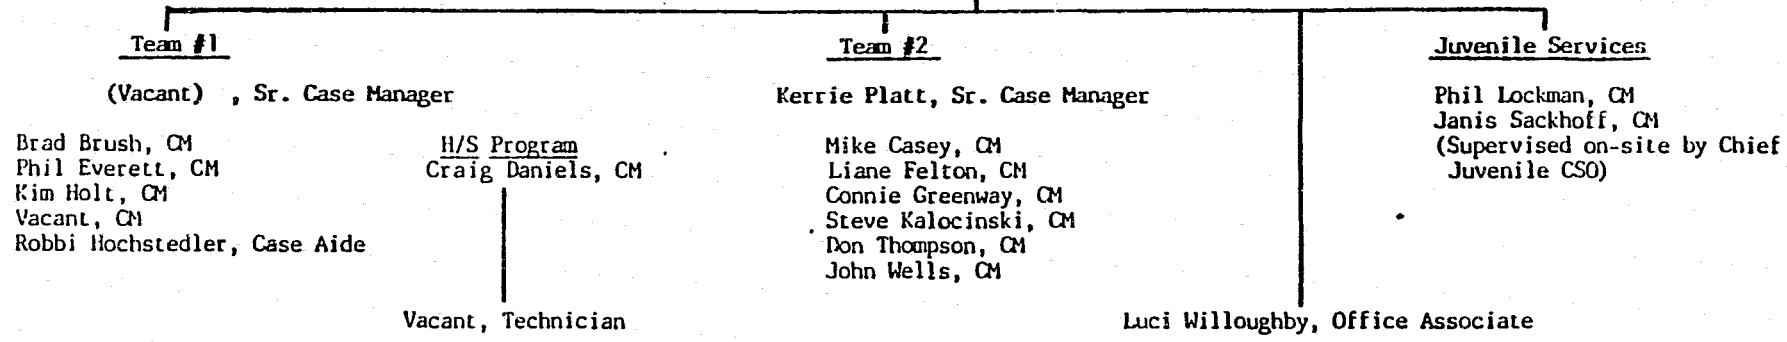 Team #1
(Vacant) , Sr. Case Manager
Brad Brush, CM
Phil Everett, CM
Kim Holt, CM
Vacant, CM
Robbi Hochstedler, Case Aide
H/S Program
Craig Daniels, CM
Vacant, Technician
Team #2
Kerrie Platt, Sr. Case Manager
Mike Casey, CM
Liane Felton, CM
Connie Greenway, CM
Steve Kalocinski, CM
Don Thompson, CM
John Wells, CM
Luci Willoughby, Office Associate
Juvenile Services
Phil Lockman, CM
Janis Sackhoff, CM
(Supervised on-site by Chief
Juvenile CSO)